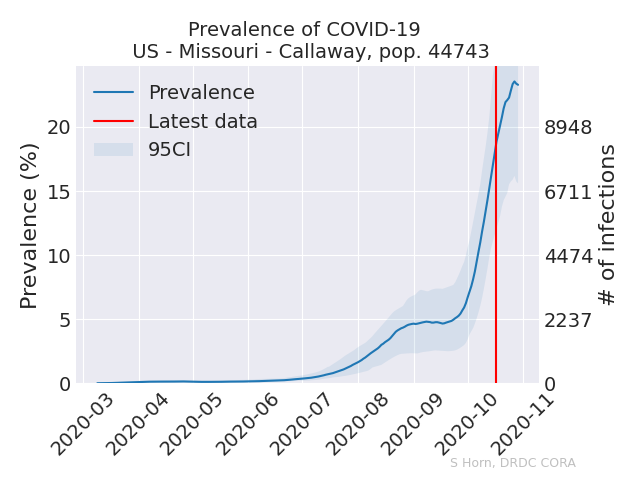 Prevalence of COVID-19
US - Missouri - Callaway, pop. 44743
Prevalence
Latest data
95CI
Prevalence (%)
20
15
10
5
0
8948
6711
4474
2237
0
# of infections
2020-03
2020-04
2020-05
2020-06
2020-07
2020-08
2020-09
2020-10
2020-11
S Horn, DRDC CORA